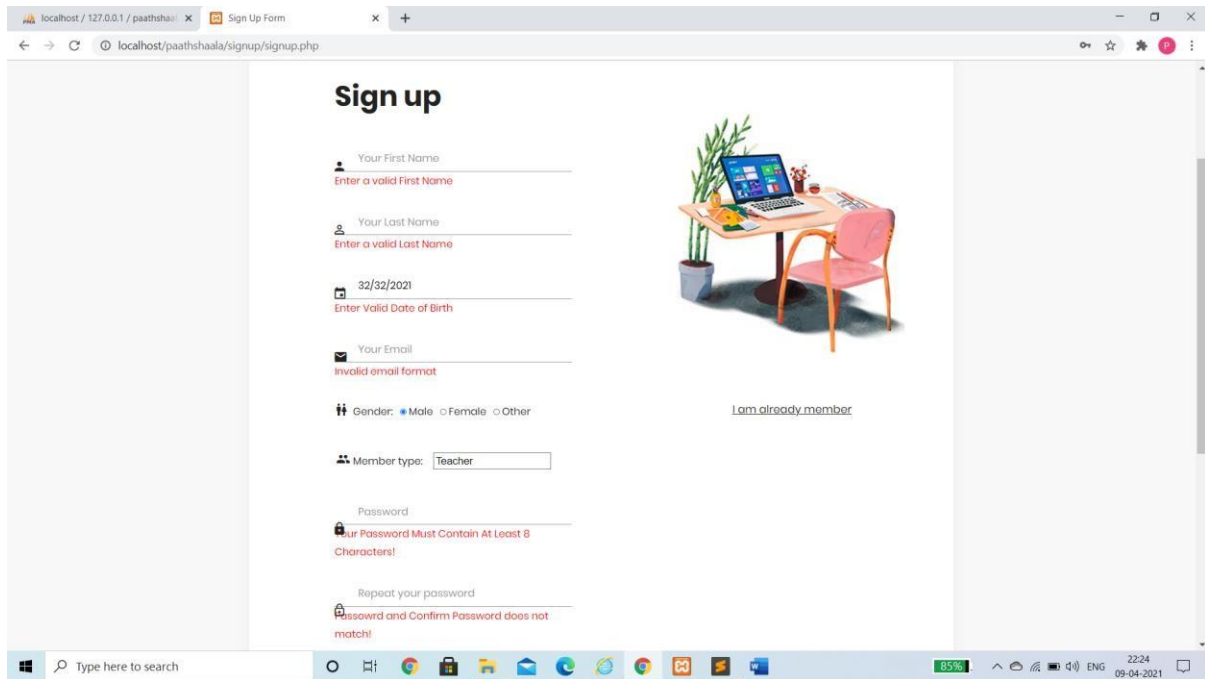 localhost / 127.0.0.1 / paathshaal
Sign Up Form
localhost/paathshaala/signup/signup.php
P
Sign up
Your First Name
Enter a valid First Name
Your Last Name
Enter a valid Last Name
32/32/2021
Enter Valid Date of Birth
Your Email
Invalid email format
Gender: Male Female Other
I am already member
Member type: Teacher
Password
Your Password Must Contain At Least 8
Characters!
Repeat your password
Passowrd and Confirm Password does not
match!
Type here to search
85%
ENG
22:24
09-04-2021